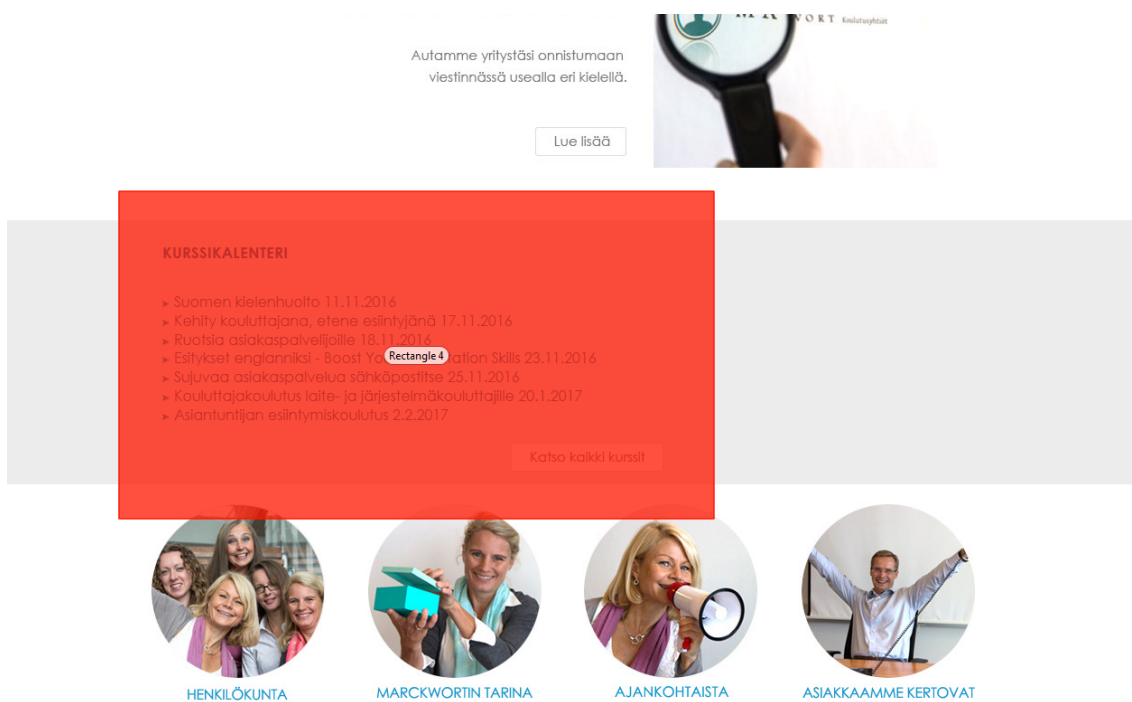 VORT Koulutusyhtiöt
Autamme yritystäsi onnistumaan
viestinnässä usealla eri kielellä.
Lue lisää
KURSSIKALENTERI
➤ Suomen kielenhuolto 11.11.2016
➤ Kehity kouluttajana, etene esiintyjänä 17.11.2016
➤ Ruotsia asiakaspalvelijoille 18.11.2016
➤ Esitykset englanniksi - Boost Skills 23.11.2016
Rectangle 4
➤ Sujuvaa asiakaspalvelua sähköpostitse 25.11.2016
➤ Kouluttajakoulutus laite- ja järjestelmäkouluttajille 20.1.2017
➤ Asiantuntijan esiintymiskoulutus 2.2.2017
Katso kaikki kurssit
HENKILÖKUNTA
MARCKWORTIN TARINA
AJANKOHTAISTA
ASIAKKAAMME KERTOVAT